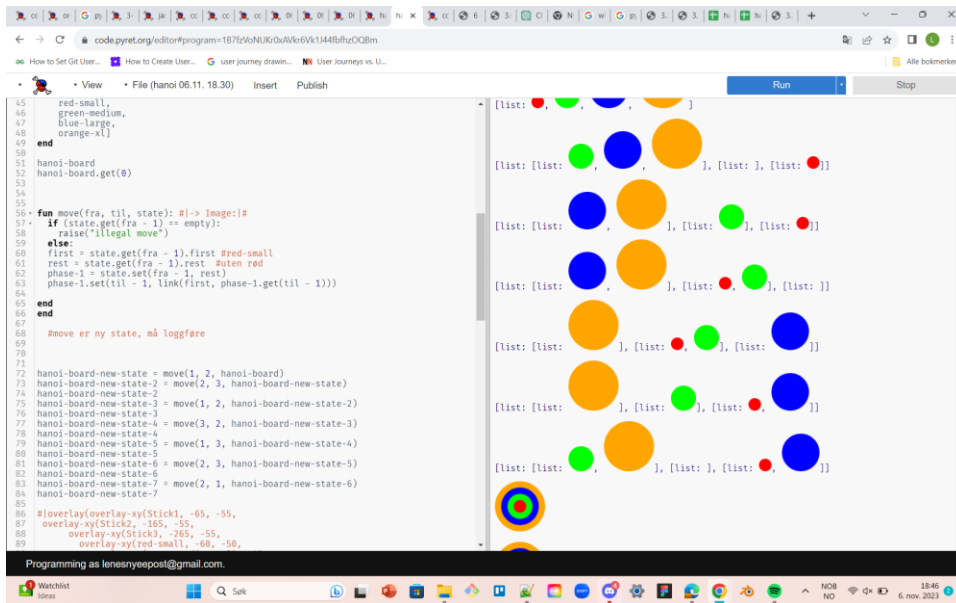 code.pyret.org/editor#program=1B7fzVoNUKr0xAVkr6Vk1J44fbfhzOQBm
How to Set Git User...
How to Create User...
user journey drawin...
User Journeys vs. U...
Alle bokmerker
View
File (hanoi 06.11. 18.30)
Insert
Publish
Run
Stop
45 red-small,
46 green-medium,
47 blue-large,
48 orange-xl]
49 end
50
51 hanoi-board
52 hanoi-board.get(0)
53
54
55
56 fun move(fra, til, state): #|-> Image:|#
57 if (state.get(fra - 1) == empty):
58 raise("illegal move")
59 else:
60 first = state.get(fra - 1).first #red-small
61 rest = state.get(fra - 1).rest #uten rød
62 phase-1 = state.set(fra - 1, rest)
63 phase-1.set(til - 1, link(first, phase-1.get(til - 1)))
64
65 end
66 end
67
68 #move er ny state, må loggføre
69
70
71
72 hanoi-board-new-state = move(1, 2, hanoi-board)
73 hanoi-board-new-state-2 = move(2, 3, hanoi-board-new-state)
74 hanoi-board-new-state-2
75 hanoi-board-new-state-3 = move(1, 2, hanoi-board-new-state-2)
76 hanoi-board-new-state-3
77 hanoi-board-new-state-4 = move(3, 2, hanoi-board-new-state-3)
78 hanoi-board-new-state-4
79 hanoi-board-new-state-5 = move(1, 3, hanoi-board-new-state-4)
80 hanoi-board-new-state-5
81 hanoi-board-new-state-6 = move(2, 3, hanoi-board-new-state-5)
82 hanoi-board-new-state-6
83 hanoi-board-new-state-7 = move(2, 1, hanoi-board-new-state-6)
84 hanoi-board-new-state-7
85
86 #|overlay(overlay-xy(Stick1, -65, -55,
87 overlay-xy(Stick2, -165, -55,
88 overlay-xy(Stick3, -265, -55,
89 overlay-xy(red-small, -60, -50,
[list: , , , ]
[list: [list: , , ], [list: ], [list: ]]
[list: [list: , ], [list: ], [list: ]]
[list: [list: , ], [list: , ], [list: ]]
[list: [list: ], [list: , ], [list: ]]
[list: [list: ], [list: ], [list: , ]]
[list: [list: , ], [list: ], [list: , ]]
Programming as lenesnyeepost@gmail.com.
1
Watchlist
Ideas
Søk
NOB
NO
18:46
6. nov. 2023
2